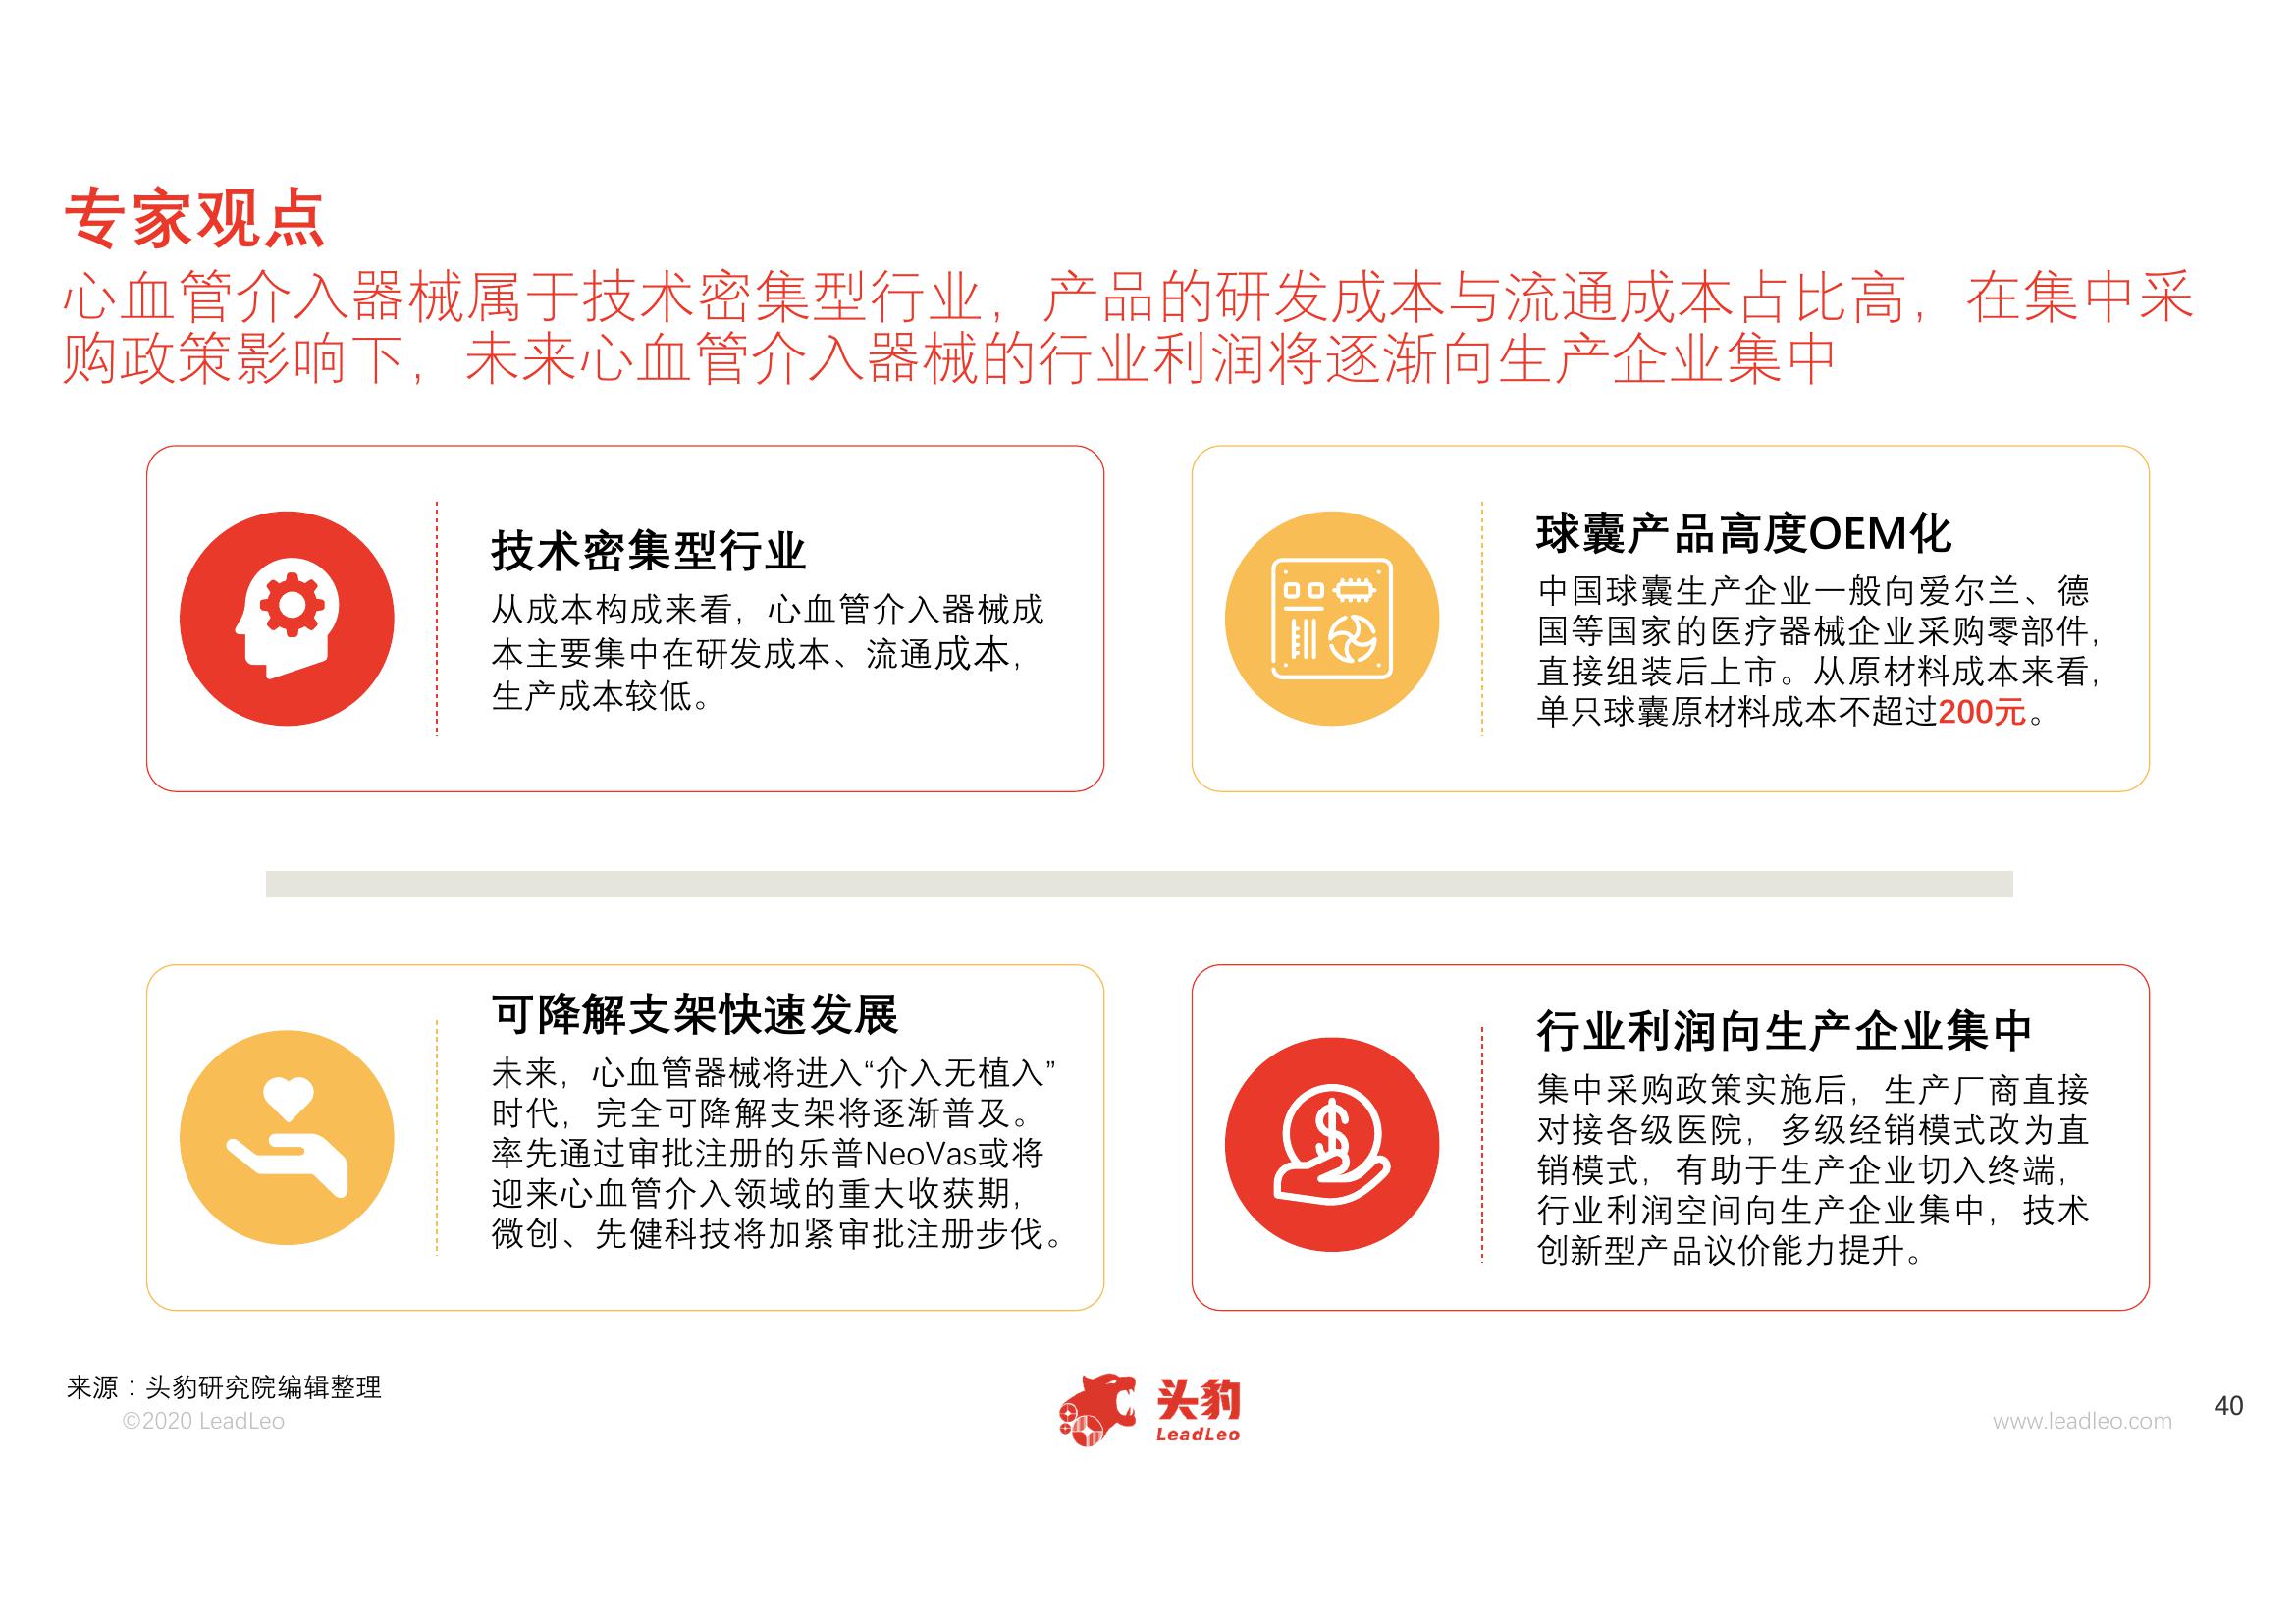 专家观点
心血管介入器械属于技术密集型行业，产品的研发成本与流通成本占比高，在集中采
购政策影响下，未来心血管介入器械的行业利润将逐渐向生产企业集中
技术密集型行业
从成本构成来看，心血管介入器械成
本主要集中在研发成本、流通成本，
生产成本较低。
球囊产品高度OEM化
中国球囊生产企业一般向爱尔兰、德
国等国家的医疗器械企业采购零部件，
直接组装后上市。从原材料成本来看，
单只球囊原材料成本不超过200元。
可降解支架快速发展
未来，心血管器械将进入“介入无植入”
时代，完全可降解支架将逐渐普及。
率先通过审批注册的乐普NeoVas或将
迎来心血管介入领域的重大收获期，
微创、先健科技将加紧审批注册步伐。
行业利润向生产企业集中
集中采购政策实施后，生产厂商直接
对接各级医院，多级经销模式改为直
销模式，有助于生产企业切入终端，
行业利润空间向生产企业集中，技术
创新型产品议价能力提升。
来源：头豹研究院编辑整理
©2020 LeadLeo
头豹
LeadLeo
www.leadleo.com
40